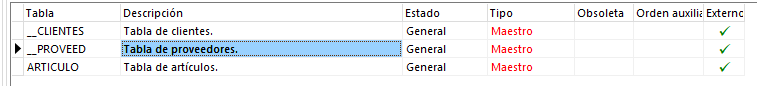 Tabla Descripción Estado Tipo Obsoleta Orden auxilia Externo
__CLIENTES Tabla de clientes. General Maestro
__PROVEED Tabla de proveedores. General Maestro
ARTICULO Tabla de artículos. General Maestro